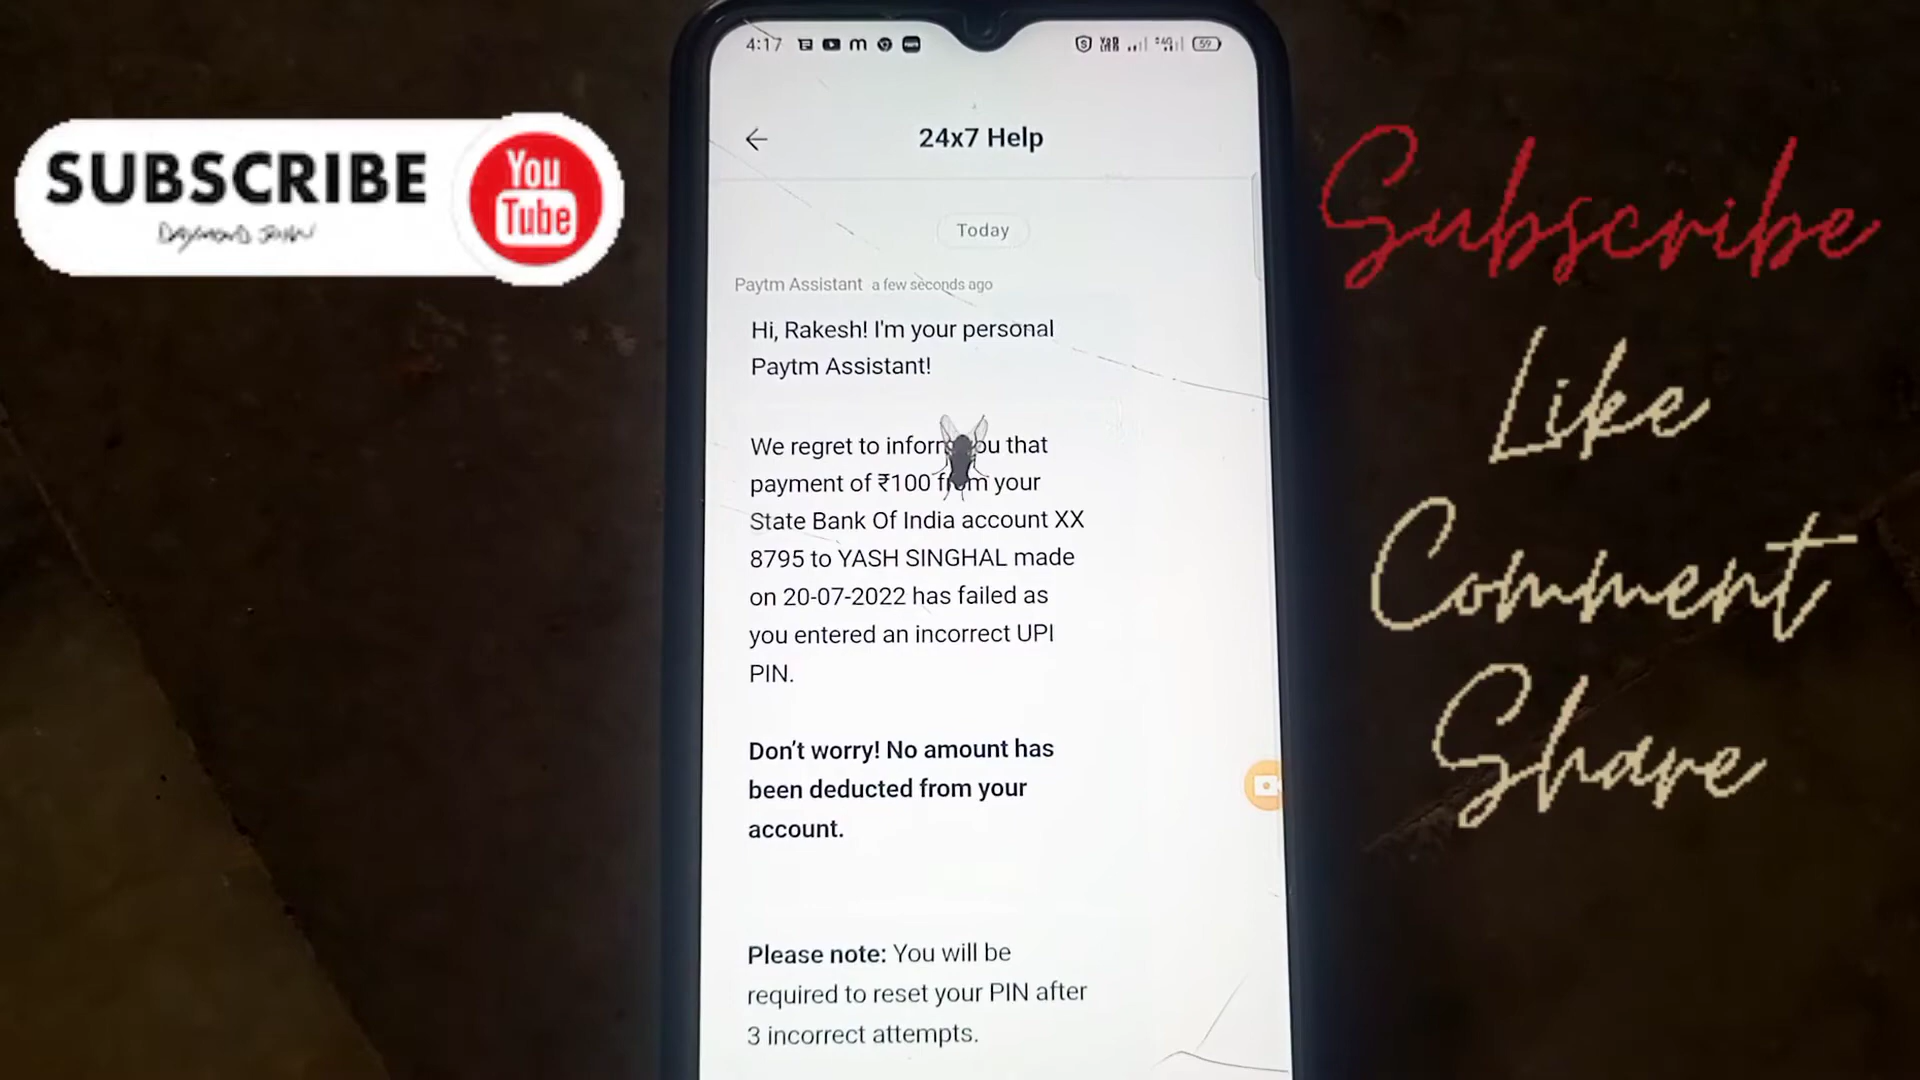 SUBSCRIBE
DAYMOND JOHN
You
Tube
4:17
59
24x7 Help
Today
Paytm Assistant a few seconds ago
Hi, Rakesh! I'm your personal
Paytm Assistant!
We regret to inform you that
payment of ₹100 from your
State Bank Of India account XX
8795 to YASH SINGHAL made
on 20-07-2022 has failed as
you entered an incorrect UPI
PIN.
Don't worry! No amount has
been deducted from your
account.
Please note: You will be
required to reset your PIN after
3 incorrect attempts.
Subscribe
Like
Comment
Share